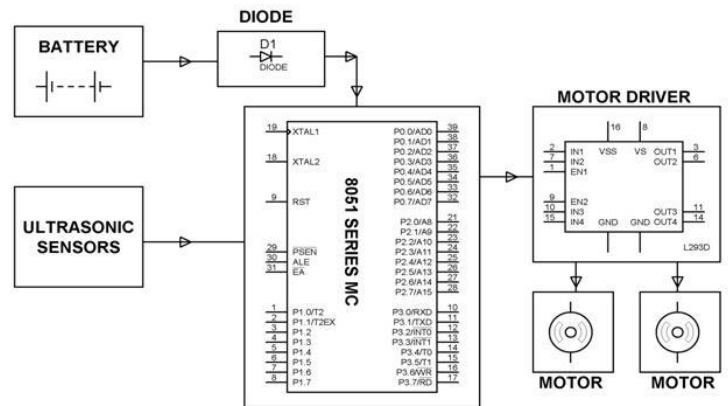 DIODE
BATTERY
D1
DIODE
MOTOR DRIVER
ULTRASONIC
SENSORS
8051 SERIES MC
19 XTAL1 P0.0/AD0 39
P0.1/AD1 38
P0.2/AD2 37
18 XTAL2 P0.3/AD3 36
P0.4/AD4 35
P0.5/AD5 34
P0.6/AD6 33
9 RST P0.7/AD7 32
P2.0/A8 21
P2.1/A9 22
P2.2/A10 23
29 PSEN P2.3/A11 24
30 ALE P2.4/A12 25
31 EA P2.5/A13 26
P2.6/A14 27
P2.7/A15 28
1 P1.0/T2 P3.0/RXD 10
2 P1.1/T2EX P3.1/TXD 11
3 P1.2 P3.2/INT0 12
4 P1.3 P3.3/INT1 13
5 P1.4 P3.4/T0 14
6 P1.5 P3.5/T1 15
7 P1.6 P3.6/WR 16
8 P1.7 P3.7/RD 17
16 8
2 IN1 VSS VS OUT1 3
7 IN2 OUT2 6
1 EN1
9 EN2
10 IN3 OUT3 11
15 IN4 GND GND OUT4 14
L293D
MOTOR MOTOR